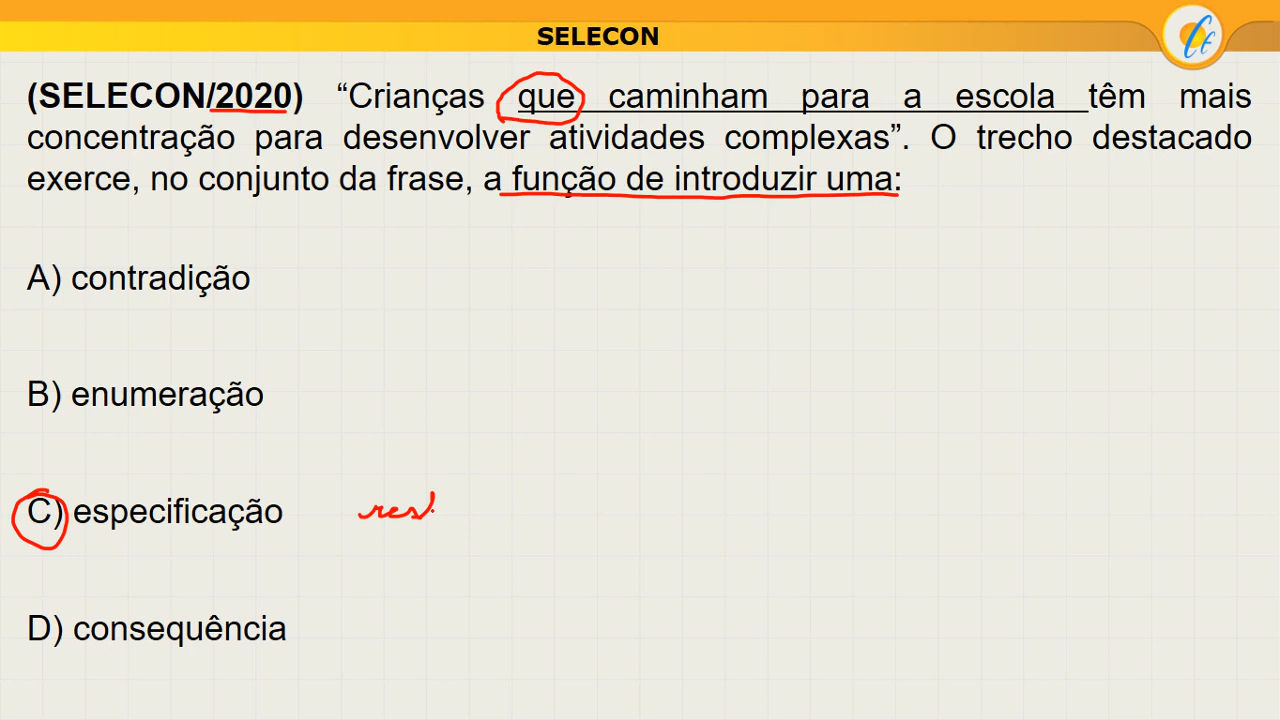 SELECON
(SELECON/2020) “Crianças que caminham para a escola têm mais
concentração para desenvolver atividades complexas”. O trecho destacado
exerce, no conjunto da frase, a função de introduzir uma:
A) contradição
B) enumeração
C) especificação
D) consequência